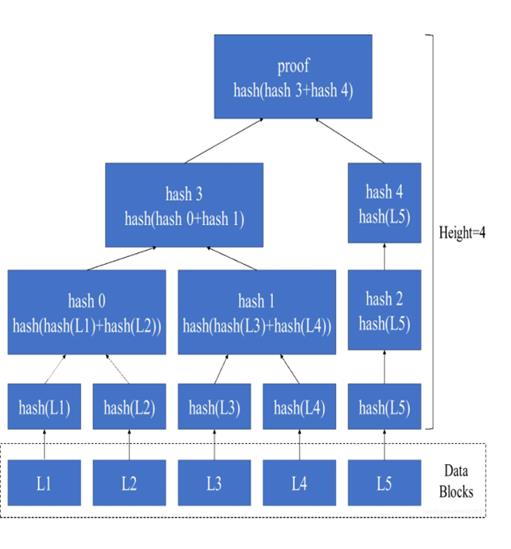 proof
hash(hash 3+hash 4)
hash 3
hash(hash 0+hash 1)
hash 4
hash(L5)
Height=4
hash 0
hash(hash(L1)+hash(L2))
hash 1
hash(hash(L3)+hash(L4))
hash 2
hash(L5)
hash(L1)
hash(L2)
hash(L3)
hash(L4)
hash(L5)
L1
L2
L3
L4
L5
Data
Blocks